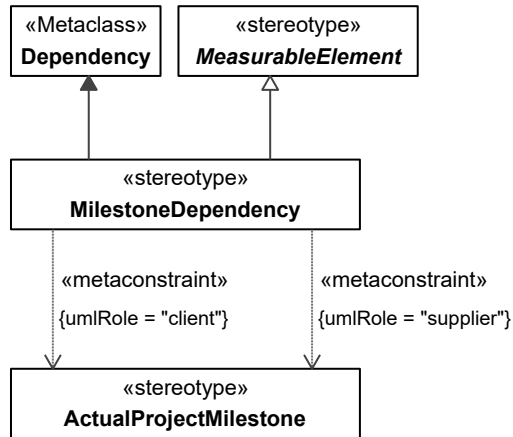 «Metaclass»
Dependency
«stereotype»
MeasurableElement
«stereotype»
MilestoneDependency
«metaconstraint»
{umlRole = "client"}
«metaconstraint»
{umlRole = "supplier"}
«stereotype»
ActualProjectMilestone